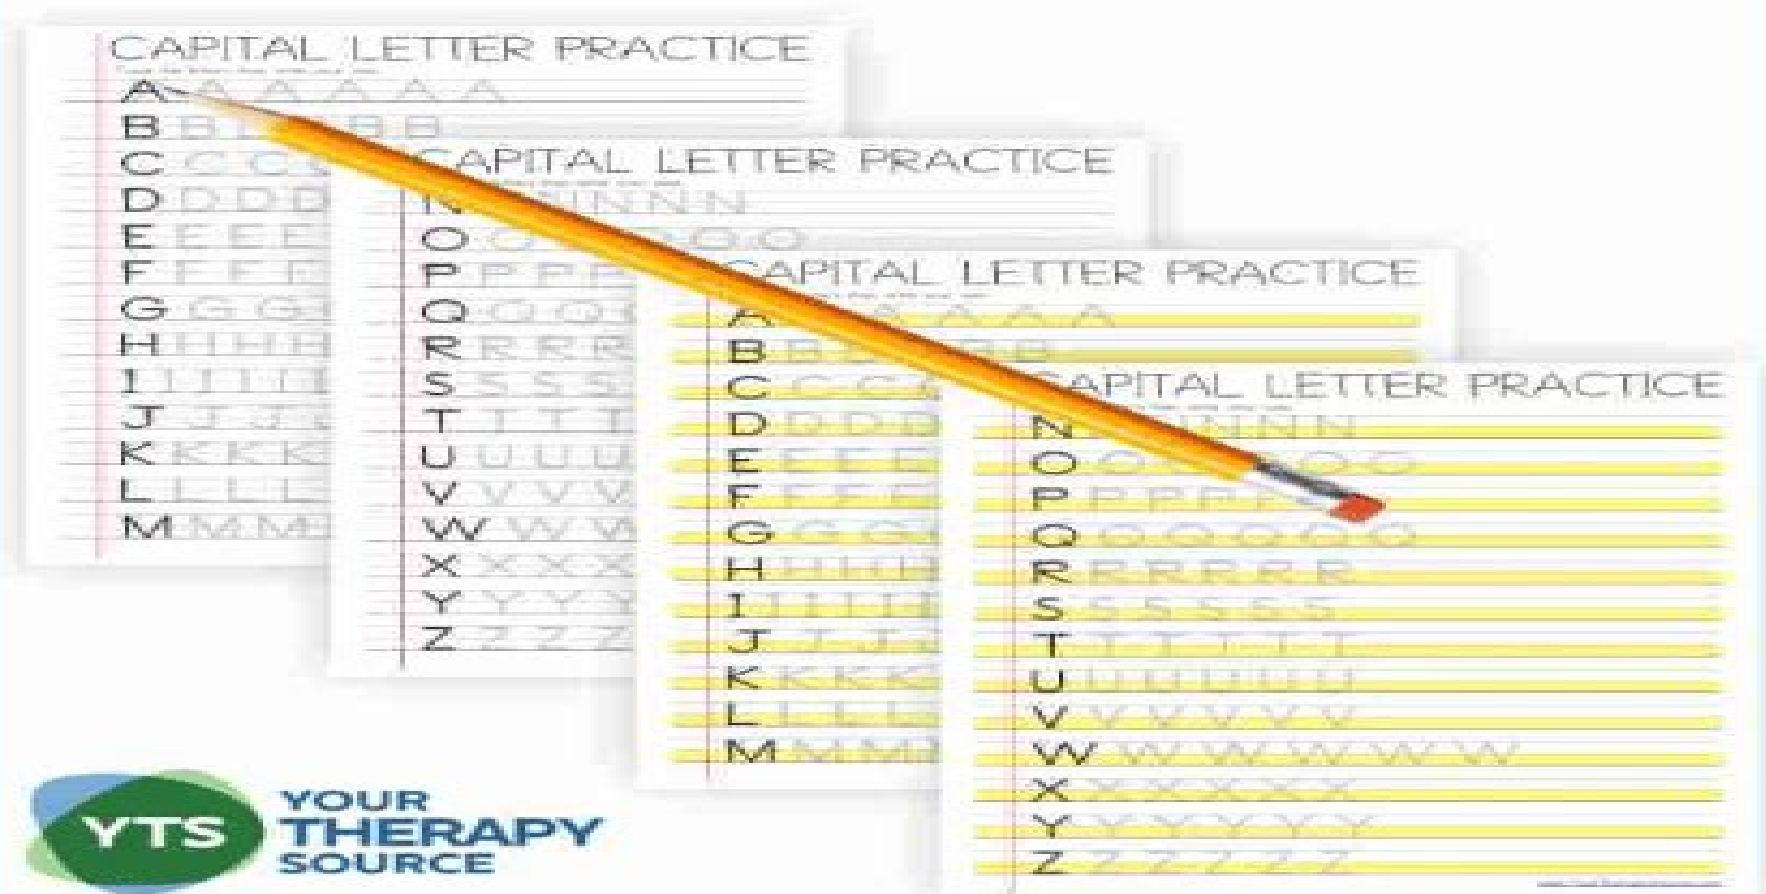 CAPITAL LETTER PRACTICE
A A A A A A
B B B B B
C C C C
D D D D D
E E E E
F F F F
G G G G
H H H H H
I I I I I I
J J J J J
K K K K
L L L L
M M M M
CAPITAL LETTER PRACTICE
N N N N N
O O O O
P P P P
Q Q Q Q
R R R R
S S S S
T T T T
U U U U
V V V V
W W W
X X X X
Y Y Y Y
Z Z Z Z
CAPITAL LETTER PRACTICE
A A A A A
B B B B
C C C C
D D D D
E E E E
F F F F
G G G G
H H H H
I I I I I
J J J J
K K K K
L L L L
M M M M
CAPITAL LETTER PRACTICE
N N N N
O O O O O
P P P P P
Q Q Q Q Q Q
R R R R R R
S S S S S S
T T T T T T
U U U U U U
V V V V V V
W W W W W W
X X X X X X
Y Y Y Y Y Y
Z Z Z Z Z Z
YTS
YOUR
THERAPY
SOURCE